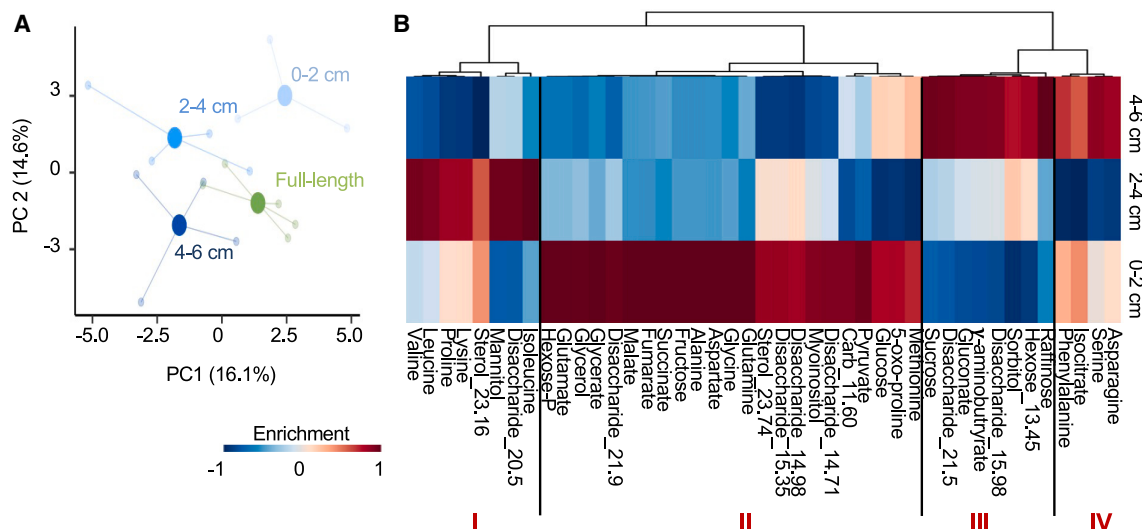 A
B
3
0
-3
PC 2 (14.6%)
0-2 cm
2-4 cm
Full-length
4-6 cm
-5.0
-2.5
0
2.5
5.0
PC1 (16.1%)
Enrichment
-1
0
1
4-6 cm
2-4 cm
0-2 cm
Valine
Leucine
Proline
Lysine
Sterol_23.16
Mannitol
Disaccharide_20.5
Isoleucine
Hexose-P
Glutamate
Glycerol
Glycerate
Disaccharide_21.9
Malate
Fumarate
Succinate
Fructose
Alanine
Aspartate
Glycine
Glutamine
Sterol_23.74
Disaccharide_15.35
Disaccharide_14.98
Myoinositol
Disaccharide_14.71
Carb_11.60
Pyruvate
Glucose
5-oxo-proline
Methionine
Sucrose
Disaccharide_21.5
Gluconate
γ-aminobutryrate
Disaccharide_15.98
Sorbitol
Hexose_13.45
Raffinose
Phenylalanine
Isocitrate
Serine
Asparagine
I
II
III
IV